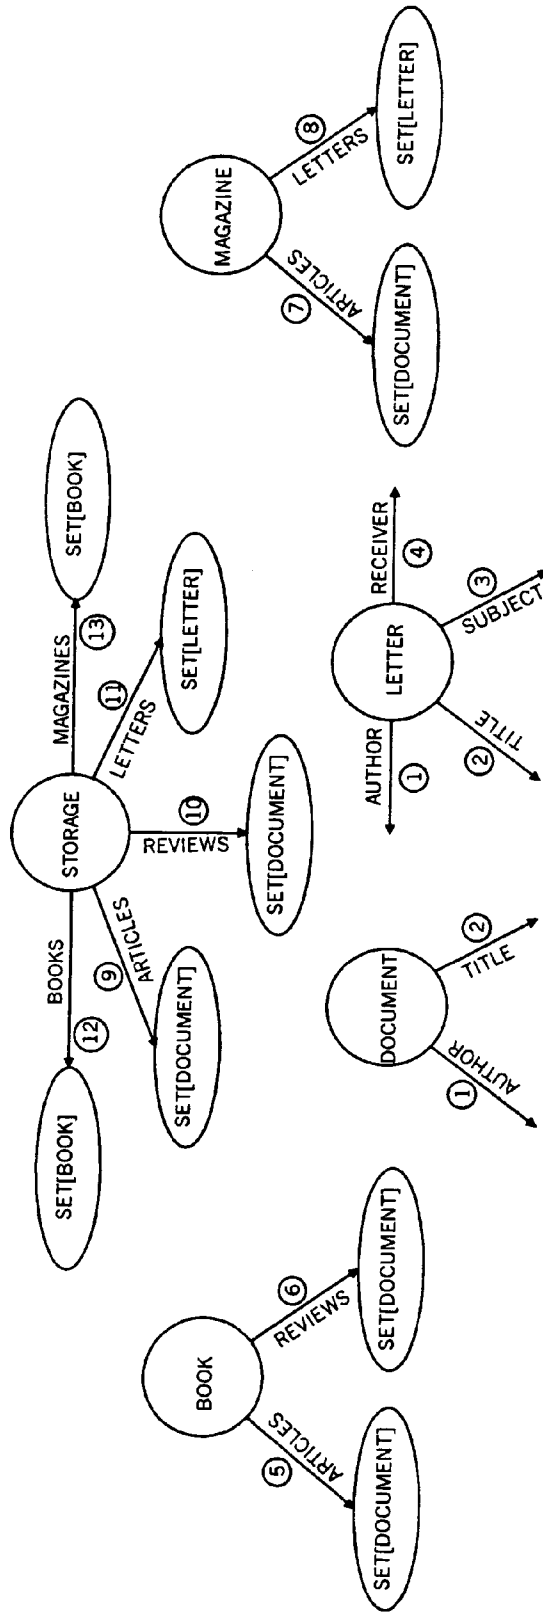 STORAGE
BOOKS
12
SET[BOOK]
9
ARTICLES
SET[DOCUMENT]
10
REVIEWS
SET[DOCUMENT]
11
LETTERS
SET[LETTER]
MAGAZINES
13
SET[BOOK]
BOOK
5
ARTICLES
SET[DOCUMENT]
6
REVIEWS
SET[DOCUMENT]
DOCUMENT
1
AUTHOR
2
TITLE
LETTER
AUTHOR
1
2
TITLE
3
SUBJECT
RECEIVER
4
MAGAZINE
7
ARTICLES
SET[DOCUMENT]
8
LETTERS
SET[LETTER]